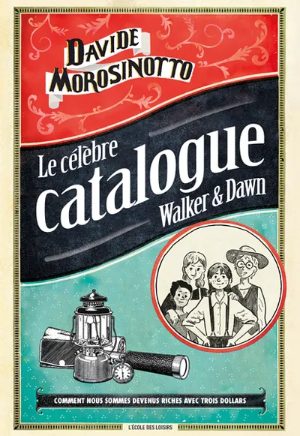 DAVIDE
MOROSINOTTO
Le célèbre
catalogue
Walker & Dawn
COMMENT NOUS SOMMES DEVENUS RICHES AVEC TROIS DOLLARS
L'ÉCOLE DES LOISIRS